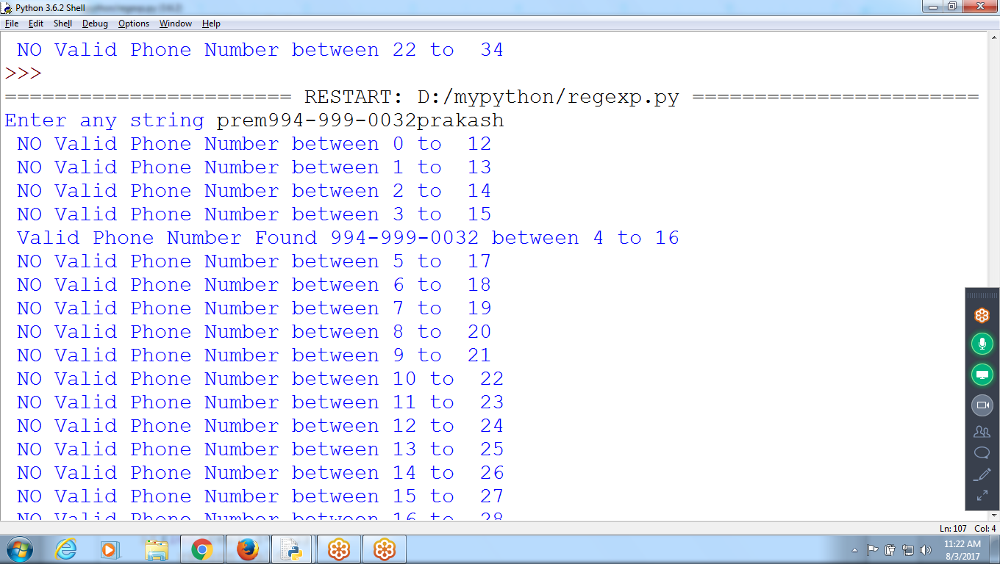 Python 3.6.2 Shell
File Edit Shell Debug Options Window Help
NO Valid Phone Number between 22 to  34
>>>
======================= RESTART: D:/mypython/regexp.py =======================
Enter any string prem994-999-0032prakash
NO Valid Phone Number between 0 to  12
NO Valid Phone Number between 1 to  13
NO Valid Phone Number between 2 to  14
NO Valid Phone Number between 3 to  15
Valid Phone Number Found 994-999-0032 between 4 to 16
NO Valid Phone Number between 5 to  17
NO Valid Phone Number between 6 to  18
NO Valid Phone Number between 7 to  19
NO Valid Phone Number between 8 to  20
NO Valid Phone Number between 9 to  21
NO Valid Phone Number between 10 to  22
NO Valid Phone Number between 11 to  23
NO Valid Phone Number between 12 to  24
NO Valid Phone Number between 13 to  25
NO Valid Phone Number between 14 to  26
NO Valid Phone Number between 15 to  27
NO Valid Phone Number between 16 to  28
Ln: 107 Col: 4
11:22 AM
8/3/2017